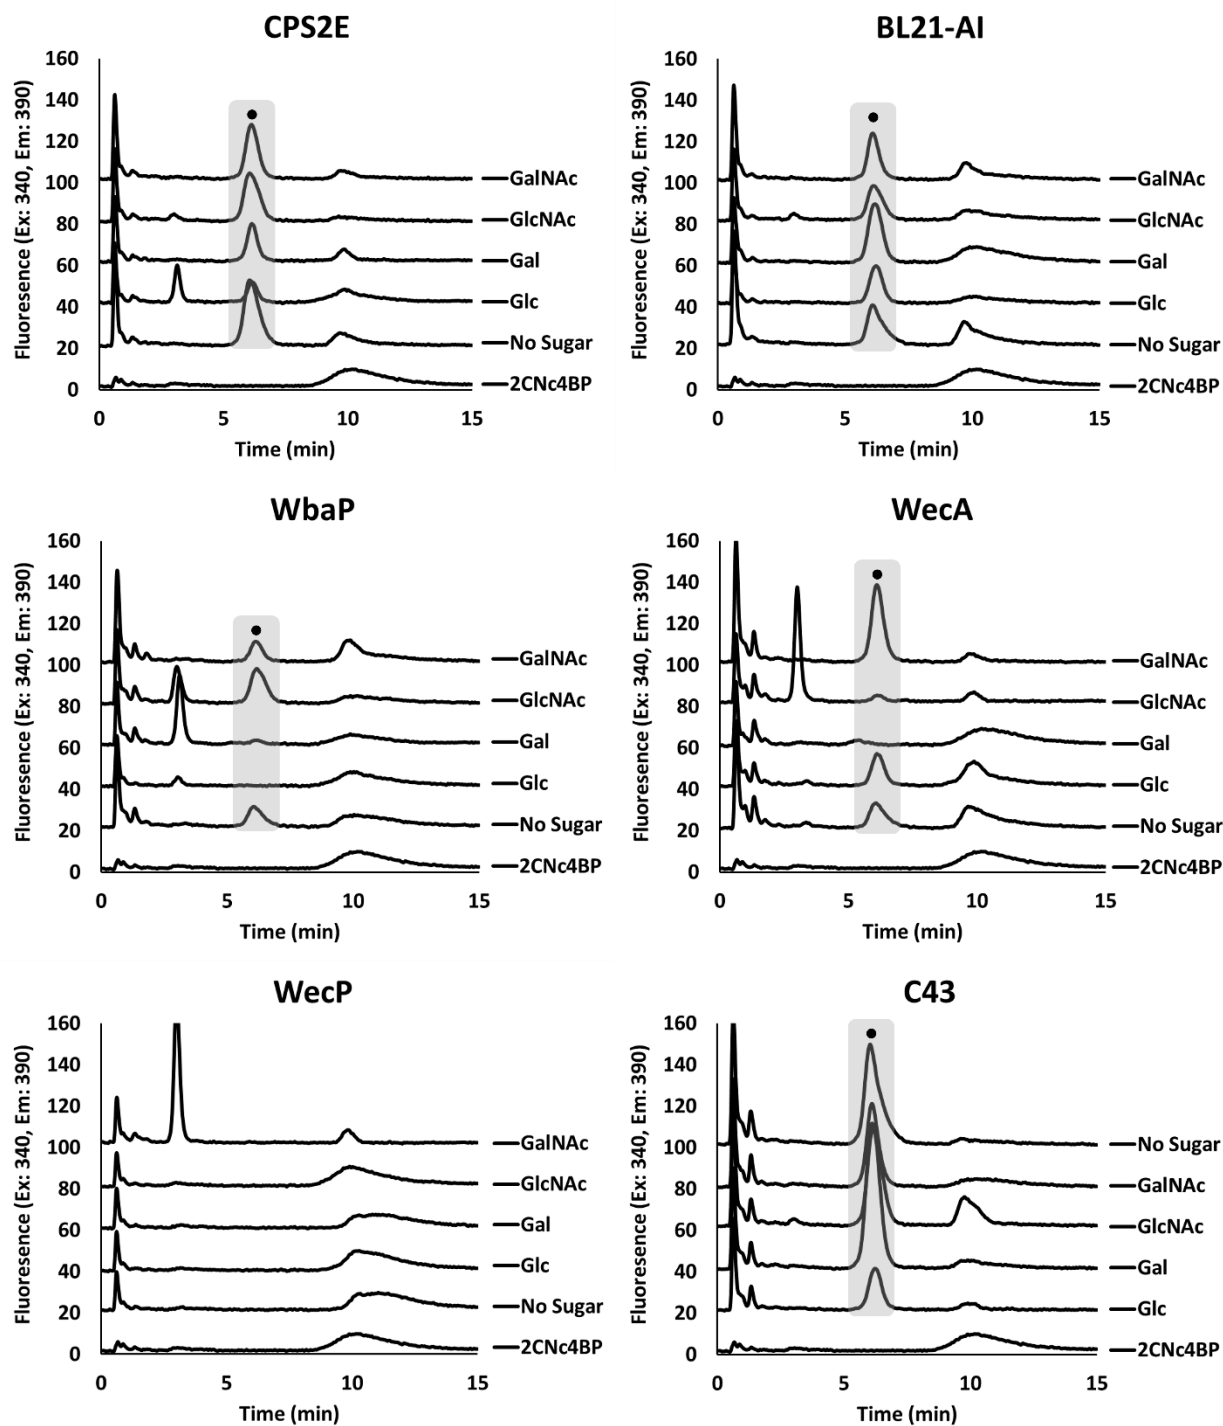 CPS2E
Fluoresence (Ex: 340, Em: 390)
160
140
120
100
80
60
40
20
0
GalNAc
GlcNAc
Gal
Glc
No Sugar
2CNc4BP
0
5
10
15
Time (min)
BL21-AI
Fluoresence (Ex: 340, Em: 390)
160
140
120
100
80
60
40
20
0
GalNAc
GlcNAc
Gal
Glc
No Sugar
2CNc4BP
0
5
10
15
Time (min)
WbaP
Fluoresence (Ex: 340, Em: 390)
160
140
120
100
80
60
40
20
0
GalNAc
GlcNAc
Gal
Glc
No Sugar
2CNc4BP
0
5
10
15
Time (min)
WecA
Fluoresence (Ex: 340, Em: 390)
160
140
120
100
80
60
40
20
0
GalNAc
GlcNAc
Gal
Glc
No Sugar
2CNc4BP
0
5
10
15
Time (min)
WecP
Fluoresence (Ex: 340, Em: 390)
160
140
120
100
80
60
40
20
0
GalNAc
GlcNAc
Gal
Glc
No Sugar
2CNc4BP
0
5
10
15
Time (min)
C43
Fluoresence (Ex: 340, Em: 390)
160
140
120
100
80
60
40
20
0
No Sugar
GalNAc
GlcNAc
Gal
Glc
2CNc4BP
0
5
10
15
Time (min)